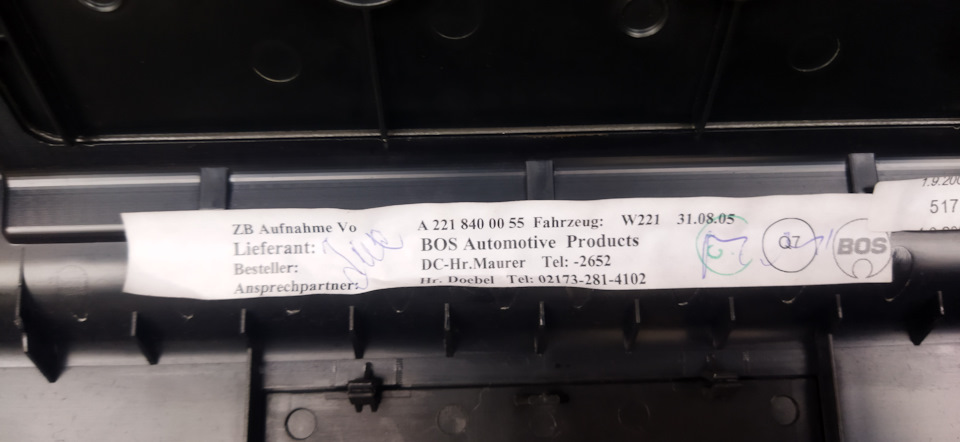 ZB Aufnahme Vo A 221 840 00 55 Fahrzeug: W221 31.08.05
Lieferant: BOS Automotive Products
Besteller: DC-Hr.Maurer Tel: -2652
Ansprechpartner: Hr. Doebel Tel: 02173-281-4102
Q7
BOS
517